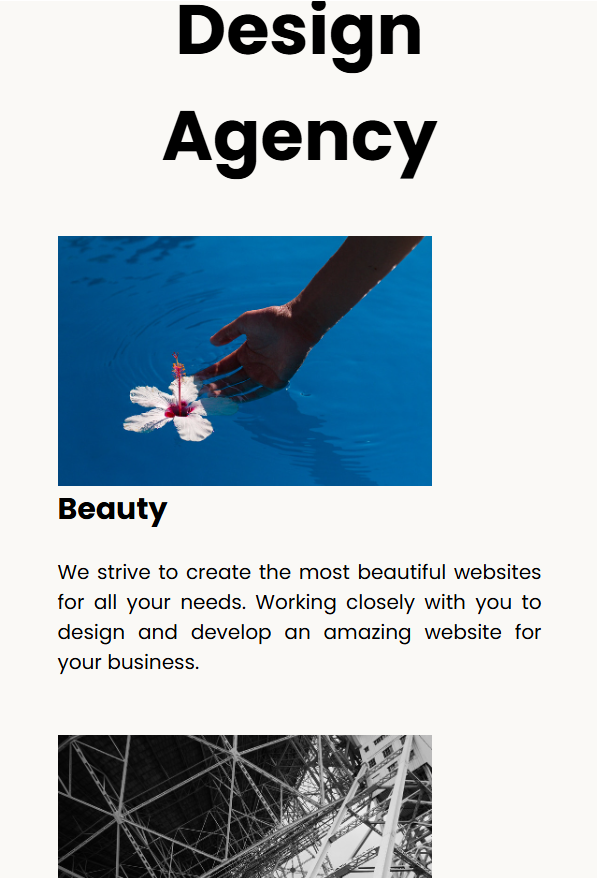 Design
Agency
Beauty
We strive to create the most beautiful websites
for all your needs. Working closely with you to
design and develop an amazing website for
your business.